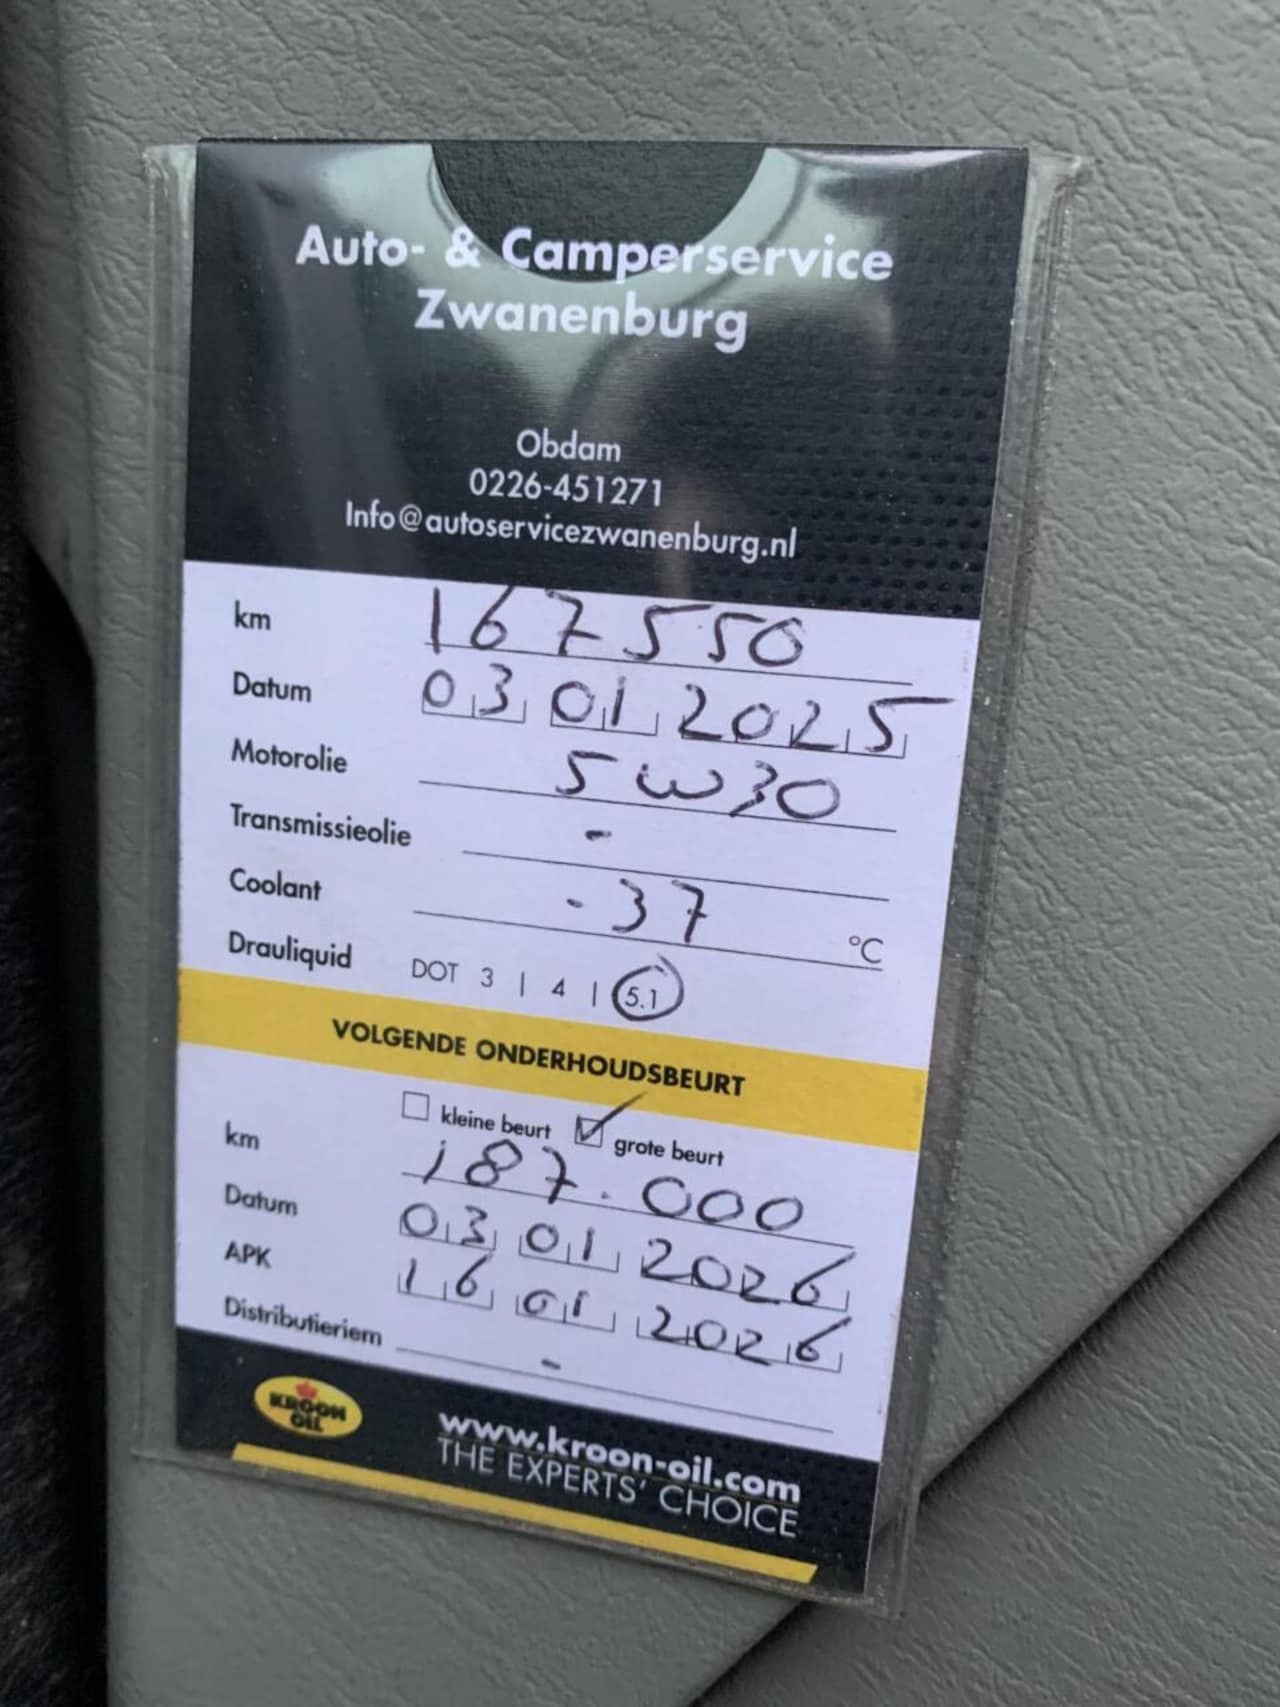 Auto- & Camperservice
Zwanenburg
Obdam
0226-451271
Info@autoservicezwanenburg.nl
km 167550
Datum 03 01 2025
Motorolie 5W30
Transmissieolie -
Coolant -37 °C
Drauliquid DOT 3 | 4 | 5.1
VOLGENDE ONDERHOUDSBEURT
kleine beurt grote beurt
km 187.000
Datum 03 01 2026
APK 16 01 2026
Distributieriem -
KROON
OIL
www.kroon-oil.com
THE EXPERTS' CHOICE